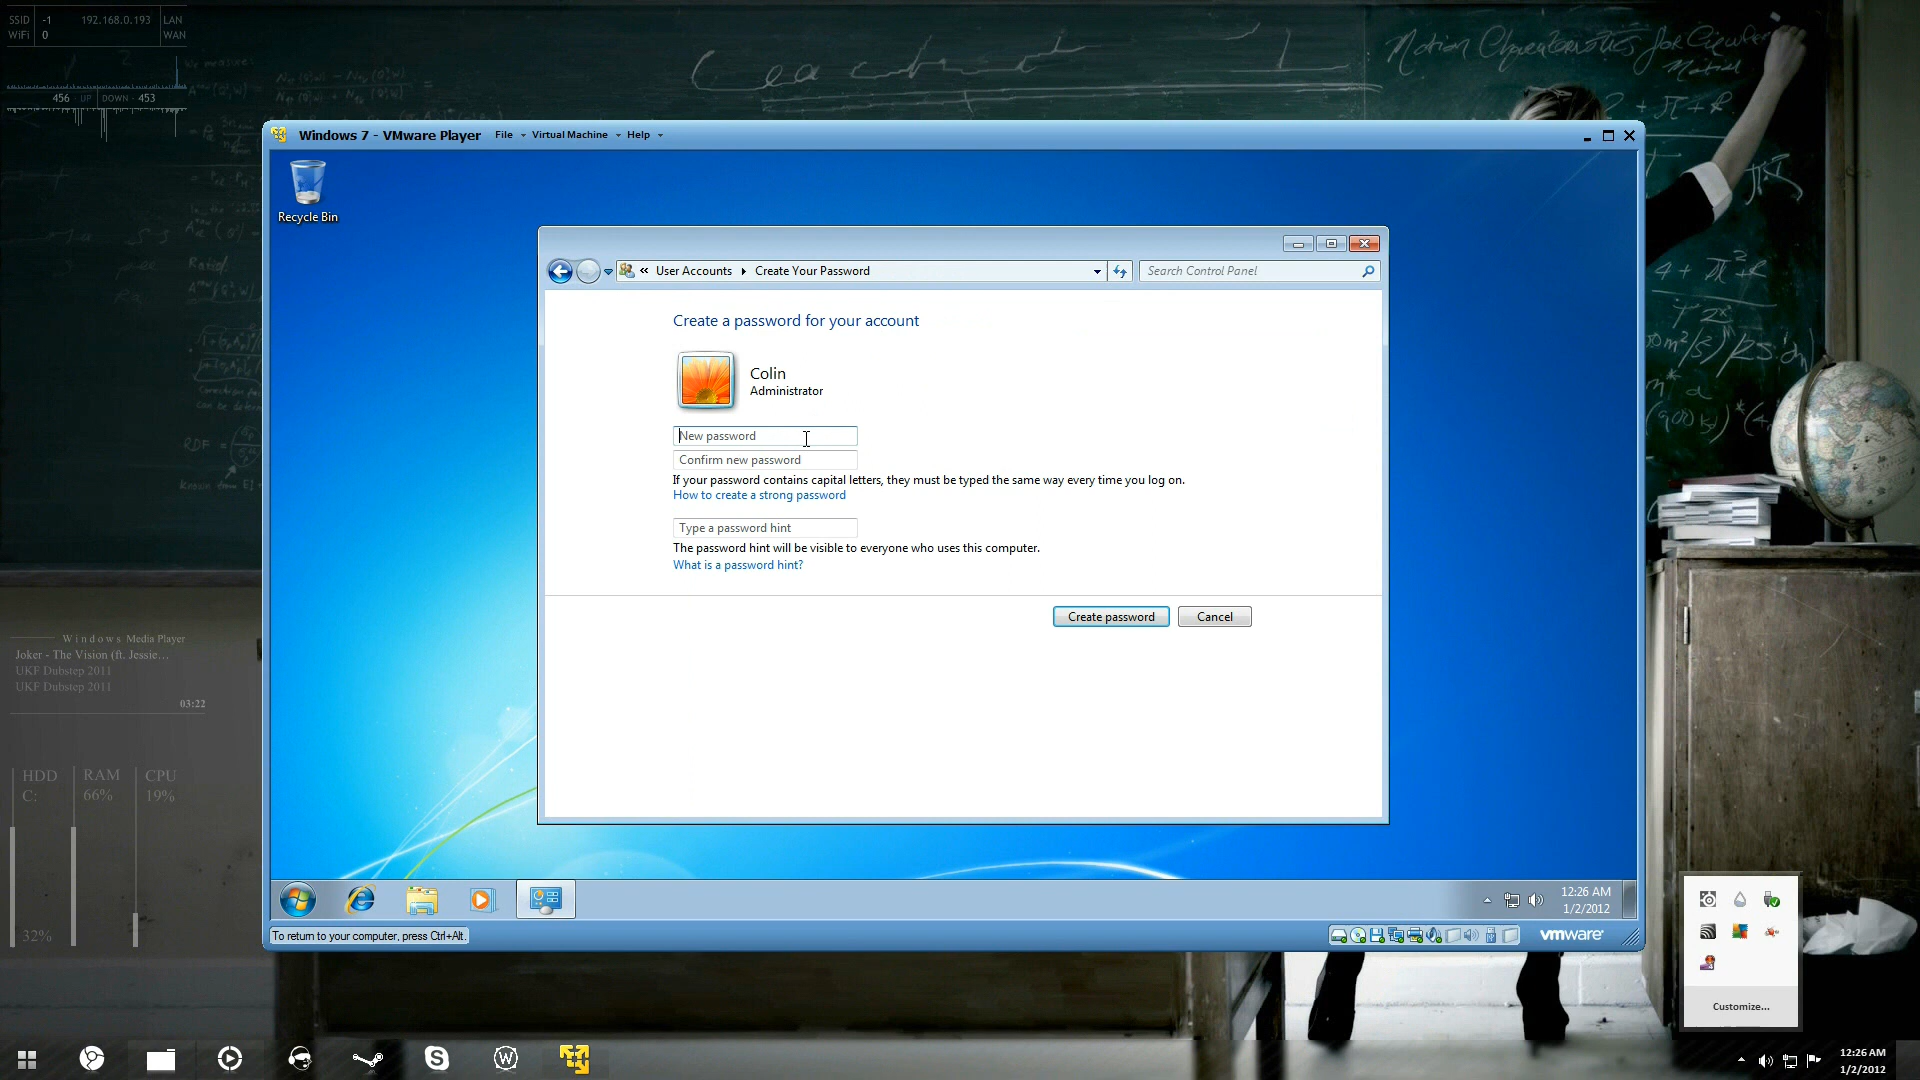 SSID -1 192.168.0.193 LAN
WiFi 0 WAN
456 - UP DOWN - 453
Motion Characteristics for Circular
Motion
Windows 7 - VMware Player File Virtual Machine Help
Recycle Bin
« User Accounts Create Your Password Search Control Panel
Create a password for your account
Colin
Administrator
New password
Confirm new password
If your password contains capital letters, they must be typed the same way every time you log on.
How to create a strong password
Type a password hint
The password hint will be visible to everyone who uses this computer.
What is a password hint?
Create password Cancel
Windows Media Player
Joker - The Vision (ft. Jessie...
UKF Dubstep 2011
UKF Dubstep 2011
03:22
HDD RAM CPU
C: 66% 19%
32%
12:26 AM
1/2/2012
To return to your computer, press Ctrl+Alt.
vmware
Customize...
12:26 AM
1/2/2012